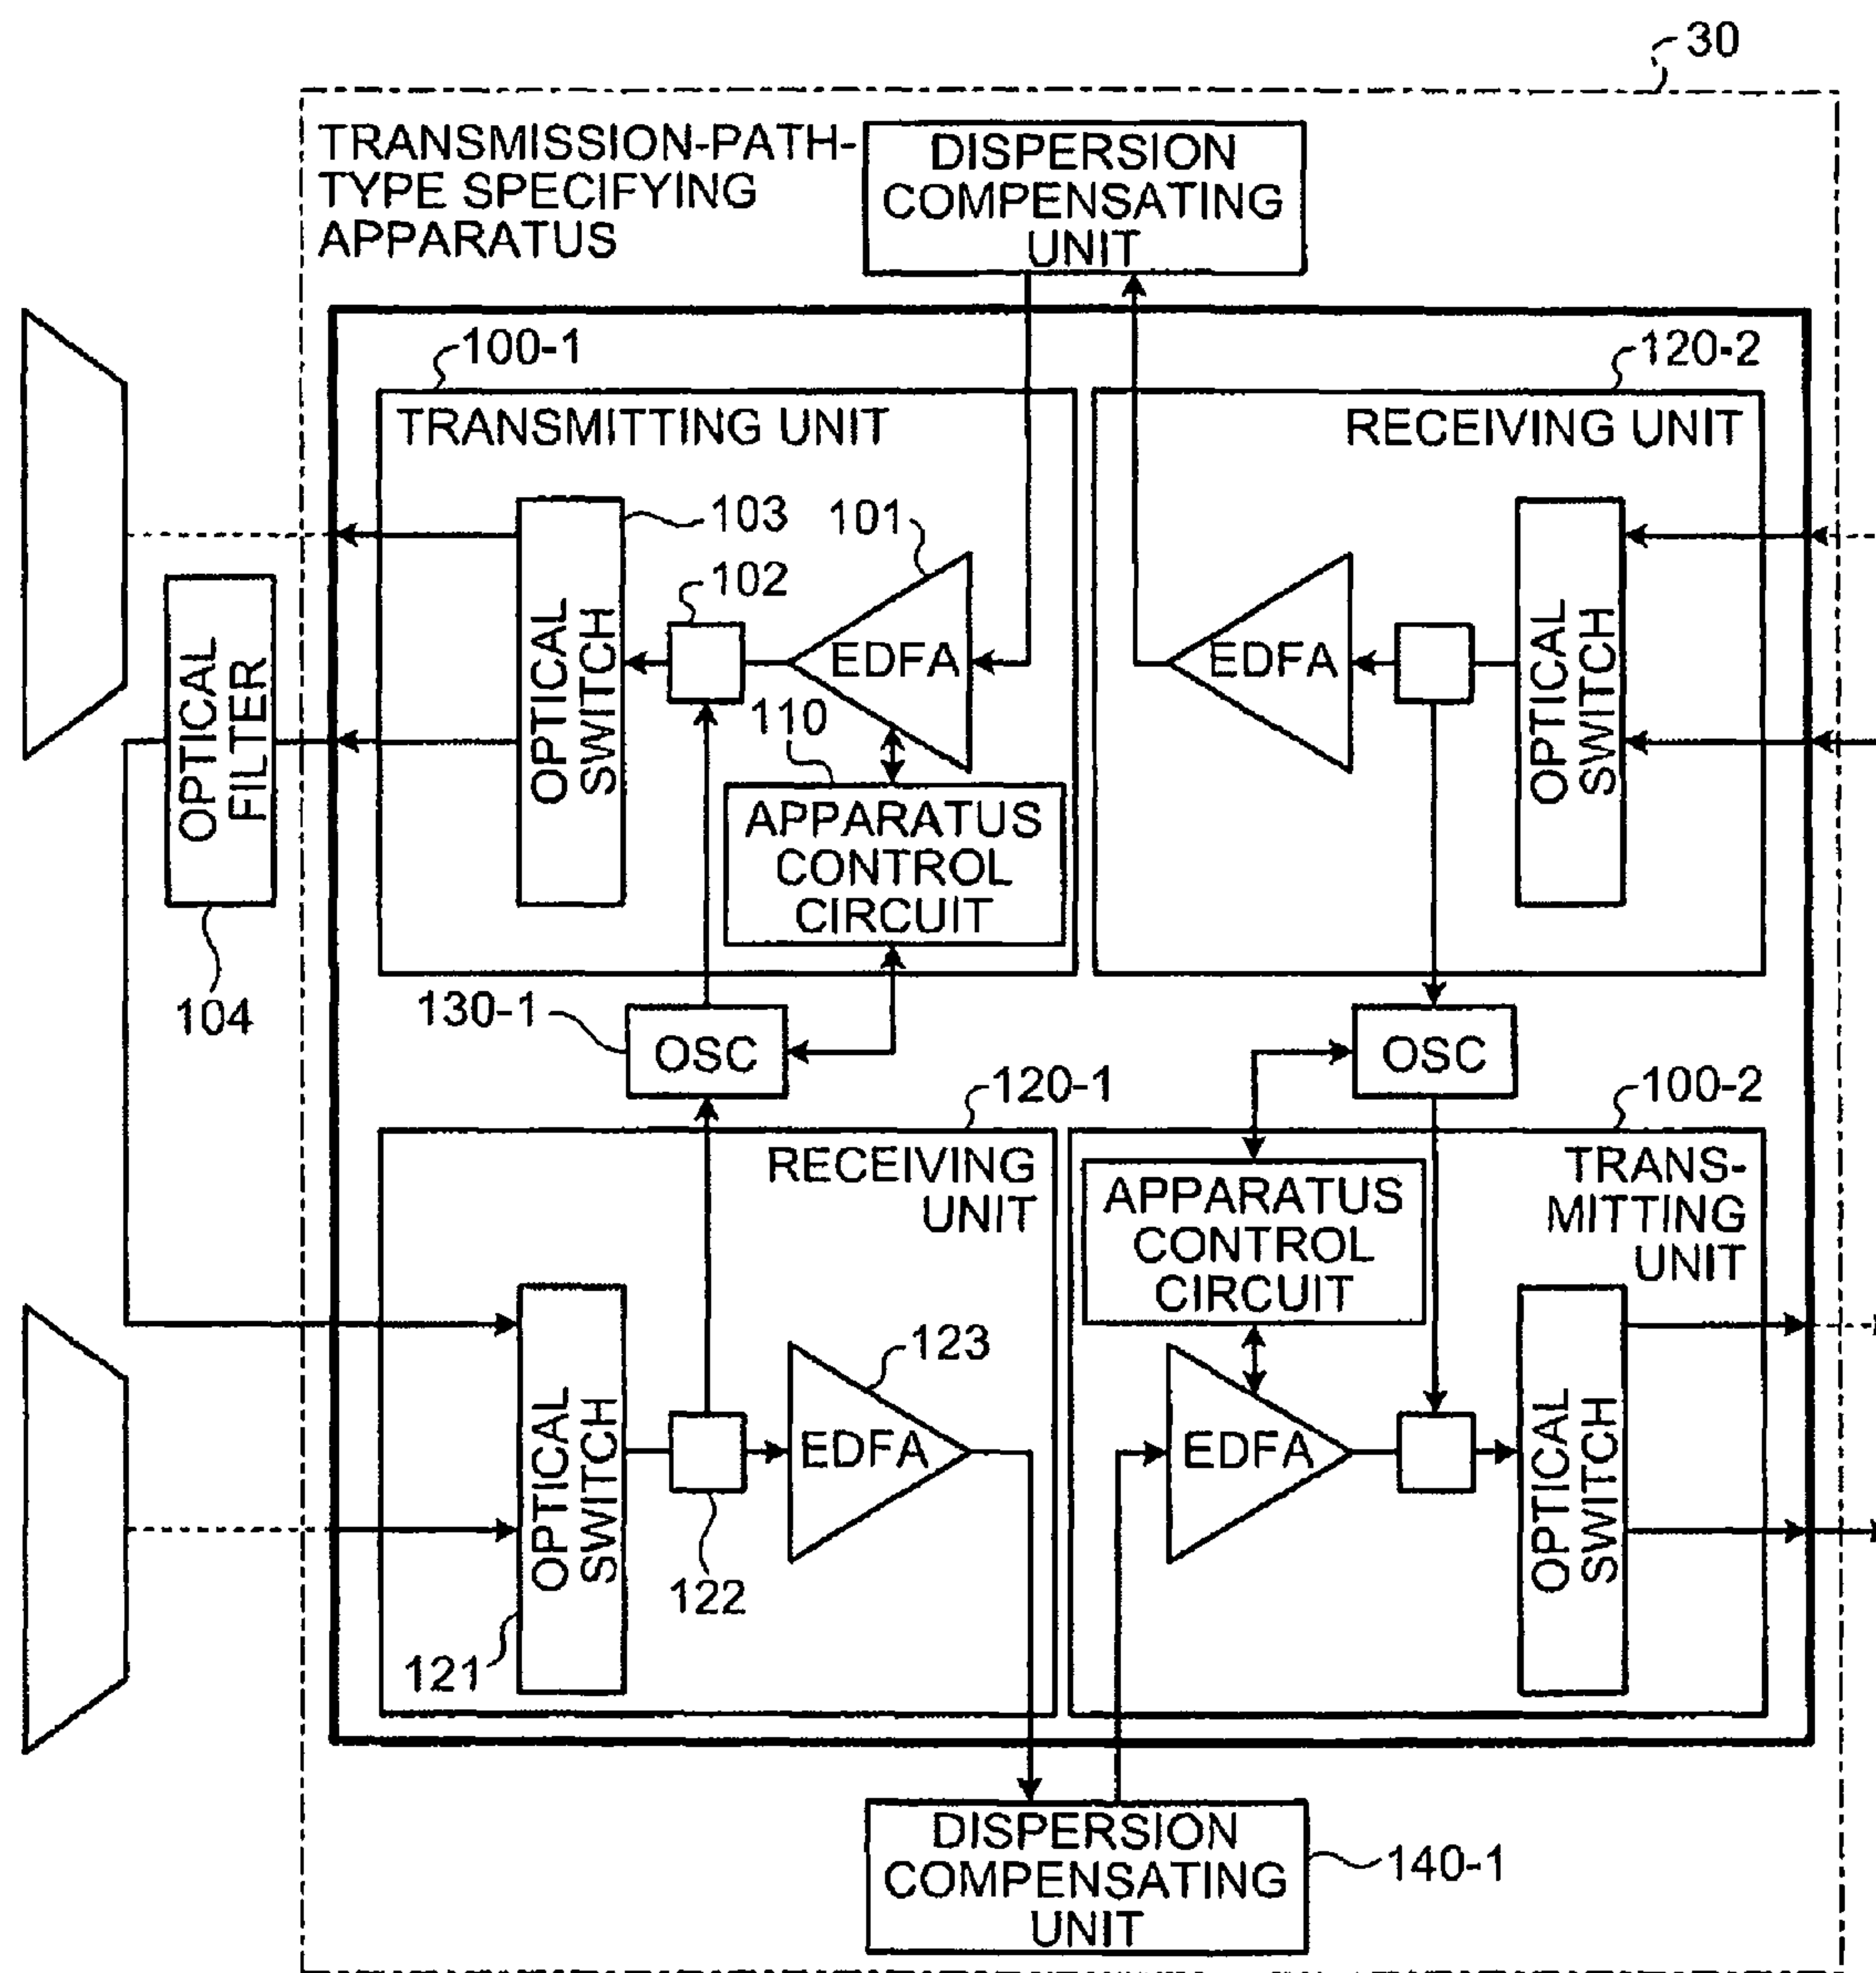 30
TRANSMISSION-PATH-
TYPE SPECIFYING
APPARATUS
DISPERSION
COMPENSATING
UNIT
100-1
120-2
TRANSMITTING UNIT
RECEIVING UNIT
103
101
102
OPTICAL
SWITCH
EDFA
EDFA
OPTICAL
SWITCH
OPTICAL
FILTER
110
APPARATUS
CONTROL
CIRCUIT
104
130-1
OSC
OSC
120-1
100-2
RECEIVING
UNIT
APPARATUS
CONTROL
CIRCUIT
TRANS-
MITTING
UNIT
123
OPTICAL
SWITCH
EDFA
EDFA
OPTICAL
SWITCH
122
121
DISPERSION
COMPENSATING
UNIT
140-1